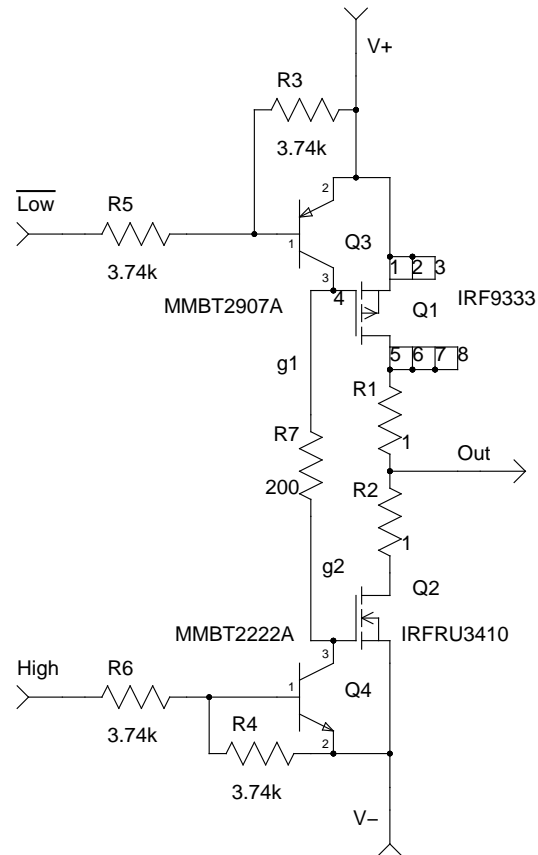 V+
R3
3.74k
2
Low
R5
1
Q3
3.74k
3
1 2 3
MMBT2907A
4
Q1
IRF9333
g1
5 6 7 8
R1
R7
1
Out
200
R2
1
g2
Q2
MMBT2222A
IRFRU3410
3
High
R6
1
Q4
R4
3.74k
2
3.74k
V−